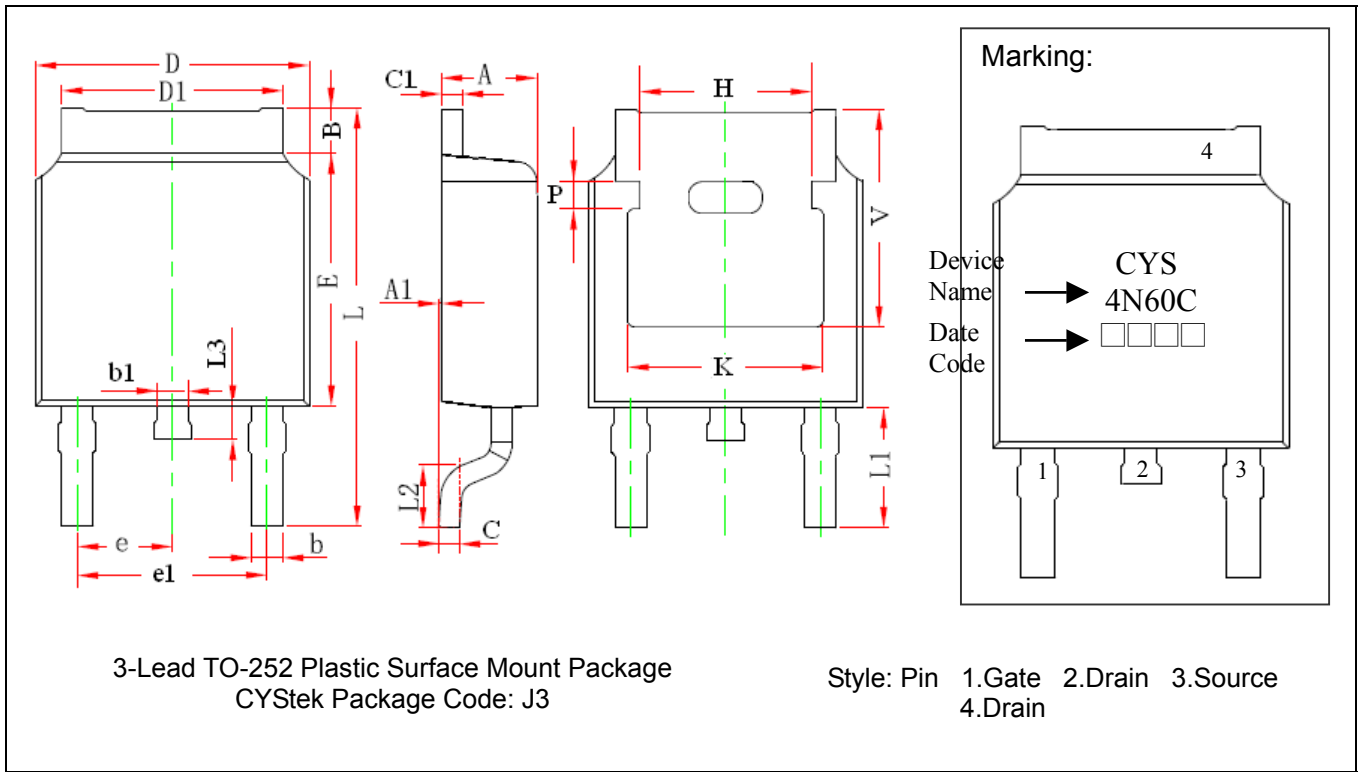 D
D1
B
E
L
L3
b1
e
b
e1
C1
A
A1
L2
C
H
P
V
K
L1
Marking:
4
Device
Name
CYS
4N60C
Date
Code
□□□□
1
2
3
3-Lead TO-252 Plastic Surface Mount Package
CYStek Package Code: J3
Style: Pin 1.Gate 2.Drain 3.Source
4.Drain